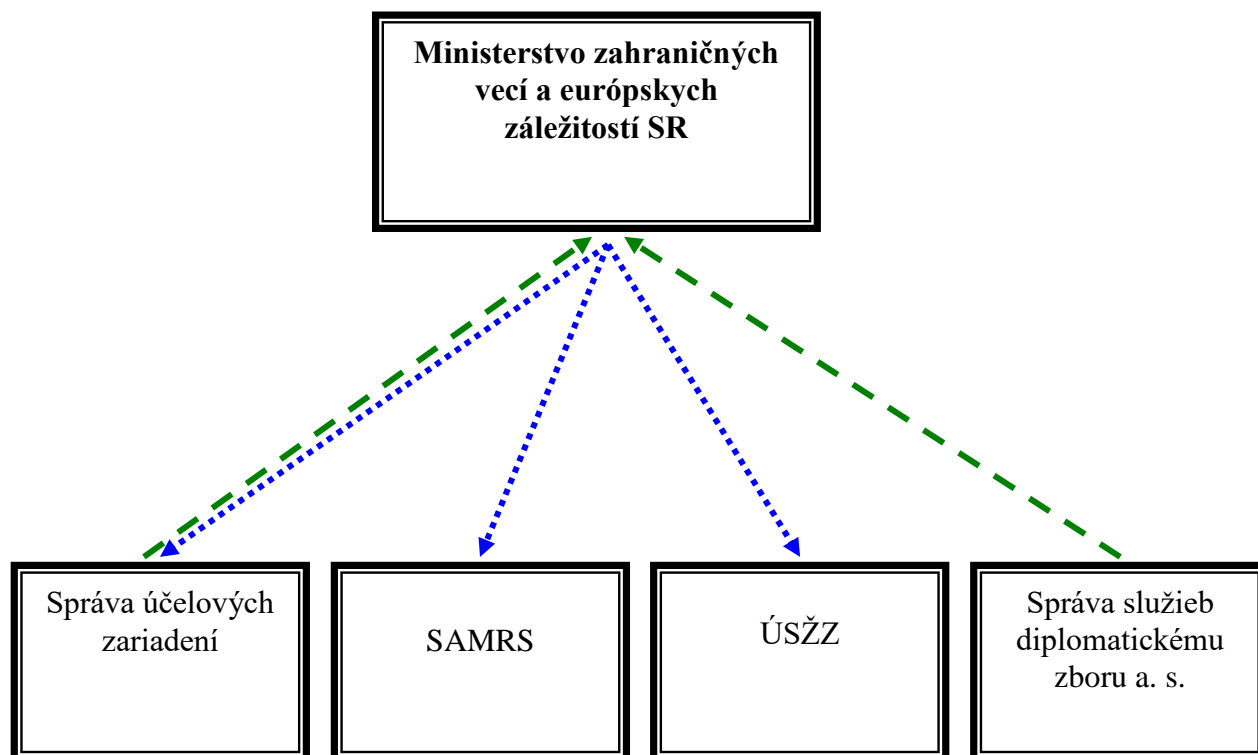 Ministerstvo zahraničných
vecí a európskych
záležitostí SR
Správa účelových
zariadení
SAMRS
ÚSŽZ
Správa služieb
diplomatickému
zboru a. s.